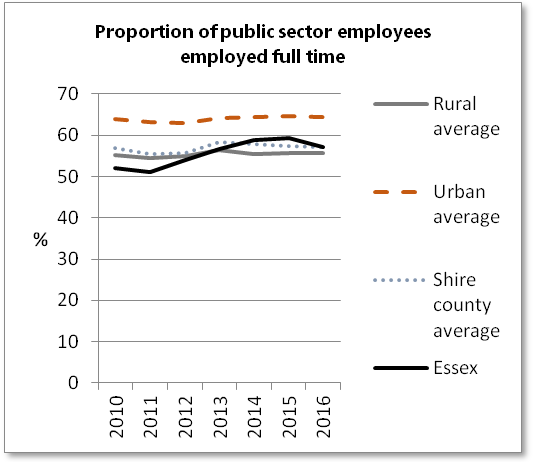 Proportion of public sector employees
employed full time
70
60
50
40
30
20
10
0
%
2010
2011
2012
2013
2014
2015
2016
Rural
average
Urban
average
Shire
county
average
Essex